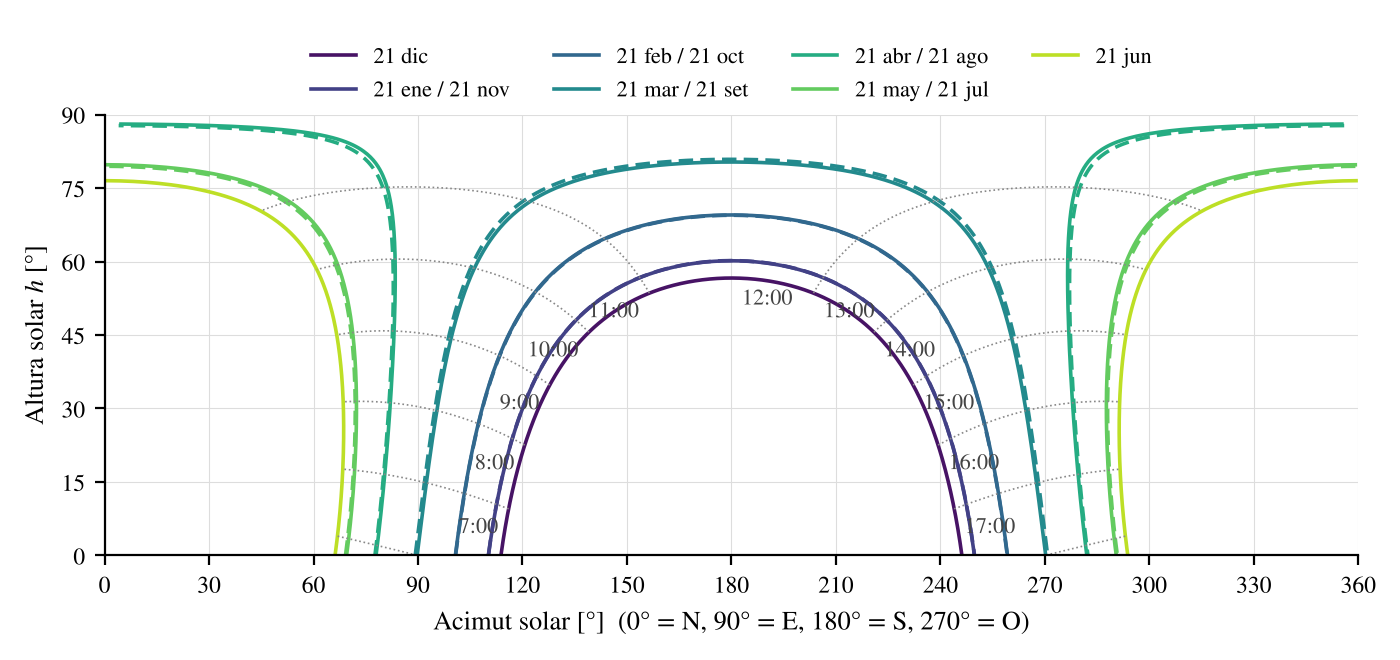 21 dic 21 feb / 21 oct 21 abr / 21 ago 21 jun
21 ene / 21 nov 21 mar / 21 set 21 may / 21 jul
90
75
60
45
30
15
0
Altura solar h [°]
12:00
11:00 13:00
10:00 14:00
9:00 15:00
8:00 16:00
7:00 17:00
0 30 60 90 120 150 180 210 240 270 300 330 360
Acimut solar [°] (0° = N, 90° = E, 180° = S, 270° = O)